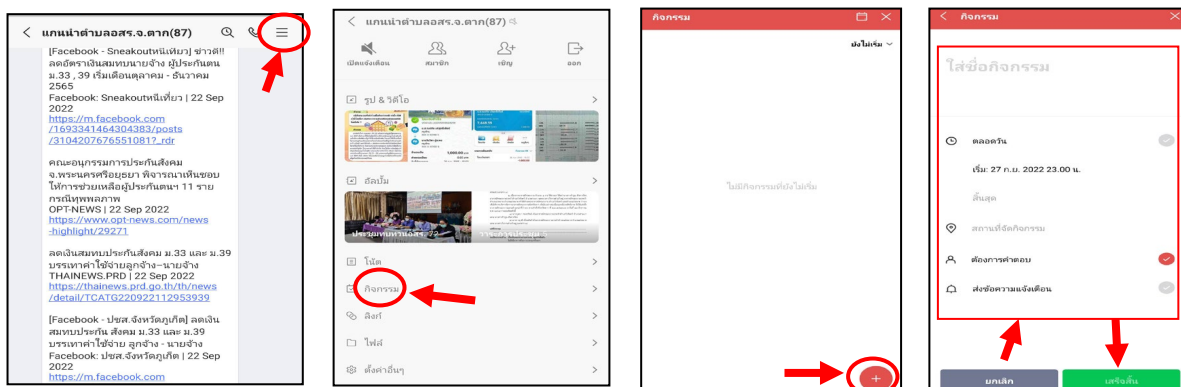 แกนนำตำบลอสร.จ.ตาก(87)
[Facebook - Sneakoutหนีเที่ยว] ข่าวดี!!
ลดอัตราเงินสมทบนายจ้าง ผู้ประกันตน
ม.33 , 39 เริ่มเดือนตุลาคม - ธันวาคม
2565
Facebook: Sneakoutหนีเที่ยว | 22 Sep
2022
https://m.facebook.com
/1693341464304383/posts
/3104207676551081?_rdr
คณะอนุกรรมการประกันสังคม
จ.พระนครศรีอยุธยา พิจารณาเห็นชอบ
ให้การช่วยเหลือผู้ประกันตนฯ 11 ราย
กรณีทุพพลภาพ
OPT-NEWS | 22 Sep 2022
https://www.opt-news.com/news
-highlight/29271
ลดเงินสมทบประกันสังคม ม.33 และ ม.39
บรรเทาค่าใช้จ่ายลูกจ้าง–นายจ้าง
THAINEWS.PRD | 22 Sep 2022
https://thainews.prd.go.th/th/news
/detail/TCATG220922112953939
[Facebook - ปชส.จังหวัดภูเก็ต] ลดเงิน
สมทบประกัน สังคม ม.33 และ ม.39
บรรเทาค่าใช้จ่าย ลูกจ้าง - นายจ้าง
Facebook: ปชส.จังหวัดภูเก็ต | 22 Sep
2022
https://m.facebook.com
แกนนำตำบลอสร.จ.ตาก(87)
เปิดแจ้งเตือน สมาชิก เชิญ ออก
รูป & วิดีโอ
อัลบั้ม
โน้ต
กิจกรรม
ลิงก์
ไฟล์
ตั้งค่าอื่นๆ
กิจกรรม
ยังไม่เริ่ม
ไม่มีกิจกรรมที่ยังไม่เริ่ม
กิจกรรม
ใส่ชื่อกิจกรรม
ตลอดวัน
เริ่ม: 27 ก.ย. 2022 23.00 น.
สิ้นสุด
สถานที่จัดกิจกรรม
ต้องการคำตอบ
ส่งข้อความแจ้งเตือน
ยกเลิก
เสร็จสิ้น